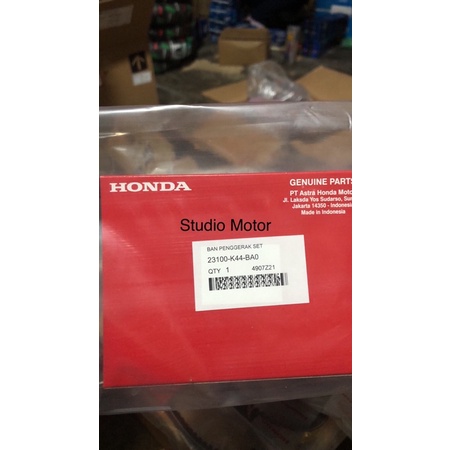 HONDA
GENUINE PARTS
PT Astra Honda Motor
Jl. Laksda Yos Sudarso, Sun
Jakarta 14350 - Indonesia
Made in Indonesia
Studio Motor
BAN PENGGERAK SET
23100-K44-BA0
QTY 1 4907Z21